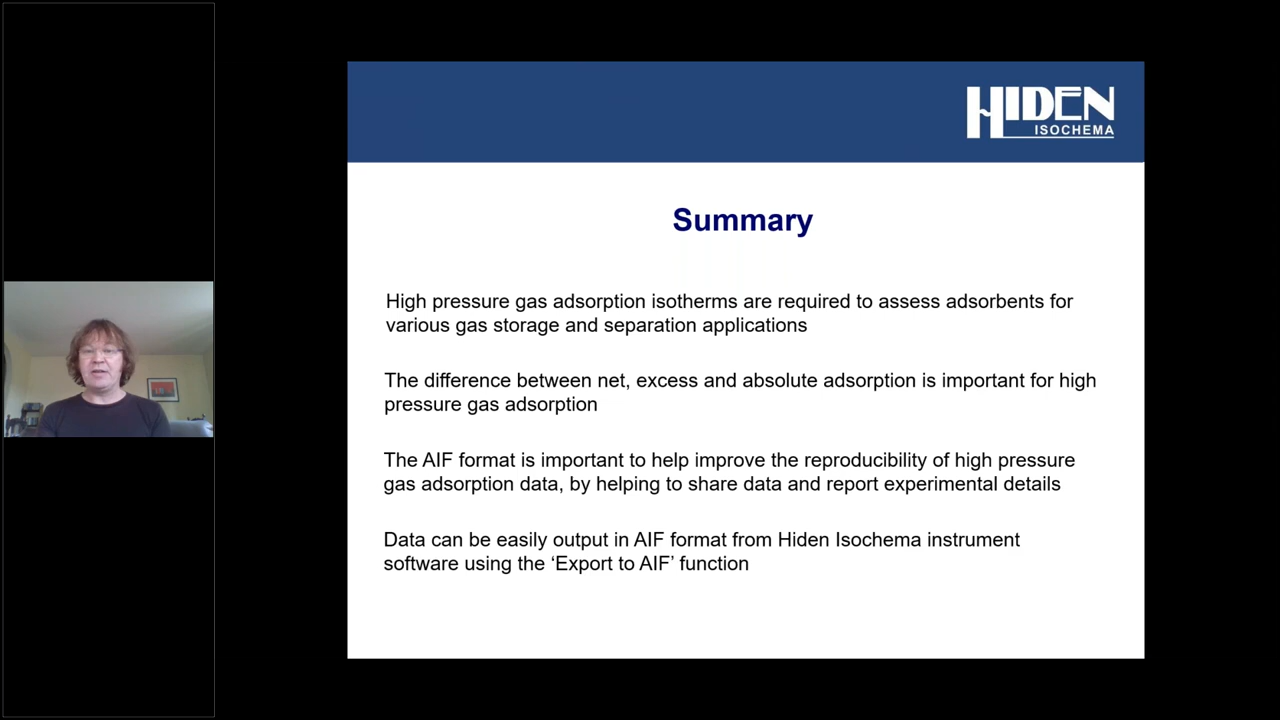 HIDEN
ISOCHEMA
Summary
High pressure gas adsorption isotherms are required to assess adsorbents for
various gas storage and separation applications
The difference between net, excess and absolute adsorption is important for high
pressure gas adsorption
The AIF format is important to help improve the reproducibility of high pressure
gas adsorption data, by helping to share data and report experimental details
Data can be easily output in AIF format from Hiden Isochema instrument
software using the ‘Export to AIF’ function